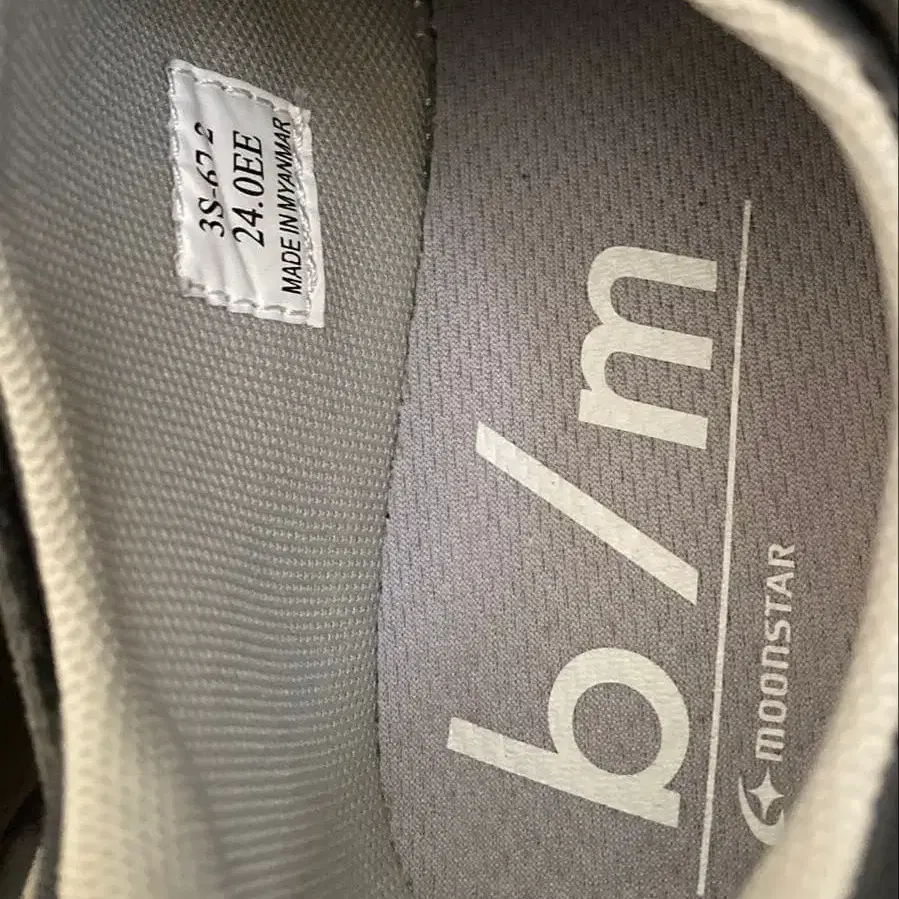 3S-67 2
24.0EE
MADE IN MYANMAR
b/m
MOONSTAR